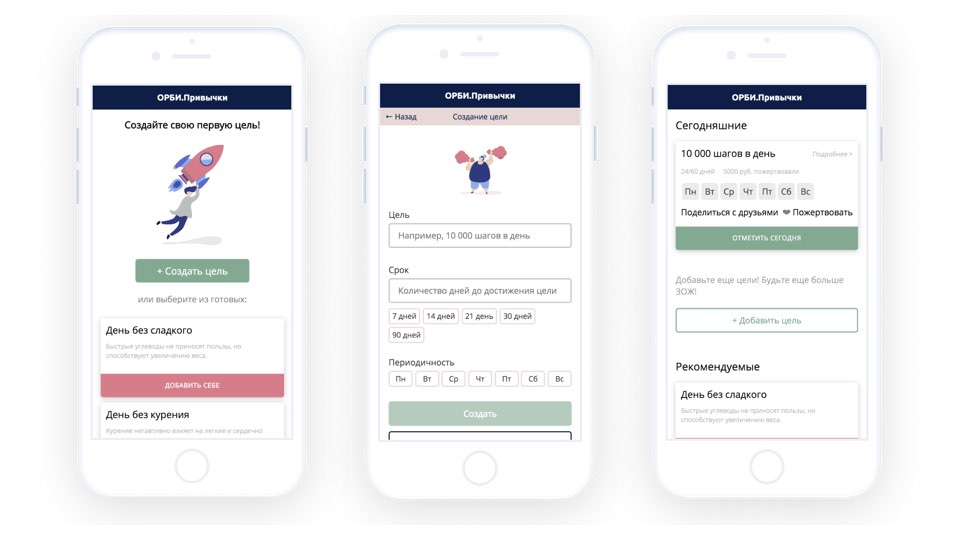 ОРБИ.Привычки
Создайте свою первую цель!
+ Создать цель
или выберите из готовых:
День без сладкого
Быстрые углеводы не приносят пользы, но
способствуют увеличению веса.
ДОБАВИТЬ СЕБЕ
День без курения
Курение негавтивно влияет на легкие и сердечно
ОРБИ.Привычки
← Назад
Создание цели
Цель
Например, 10 000 шагов в день
Срок
Количество дней до достижения цели
7 дней 14 дней 21 день 30 дней
90 дней
Периодичность
Пн Вт Ср Чт Пт Сб Вс
Создать
ОРБИ.Привычки
Сегодняшние
10 000 шагов в день
Подробнее >
24/60 дней 5000 руб. пожертвовали
Пн Вт Ср Чт Пт Сб Вс
Поделиться с друзьями ❤ Пожертвовать
ОТМЕТИТЬ СЕГОДНЯ
Добавьте еще цели! Будьте еще больше
ЗОЖ!
+ Добавить цель
Рекомендуемые
День без сладкого
Быстрые углеводы не приносят пользы, но
способствуют увеличению веса.